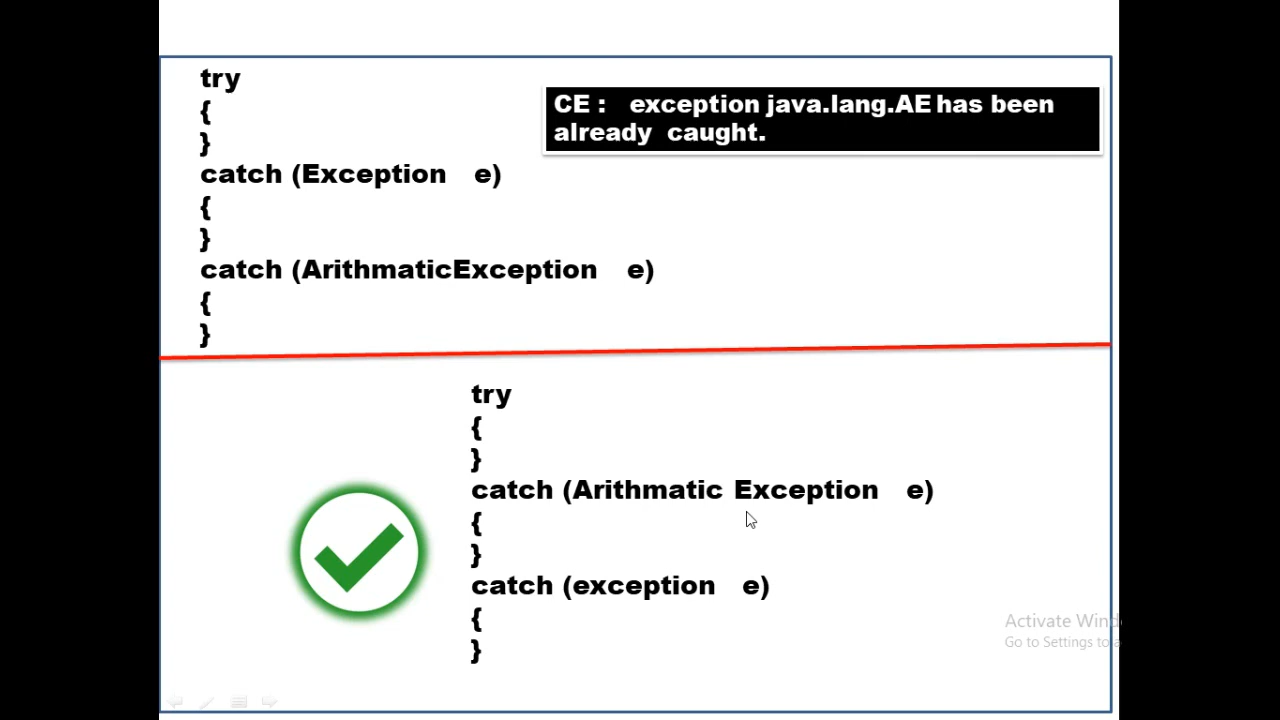 try
{
}
catch (Exception e)
{
}
catch (ArithmaticException e)
{
}
CE : exception java.lang.AE has been
already caught.
try
{
}
catch (Arithmatic Exception e)
{
}
catch (exception e)
{
}
Activate Wind
Go to Settings to a